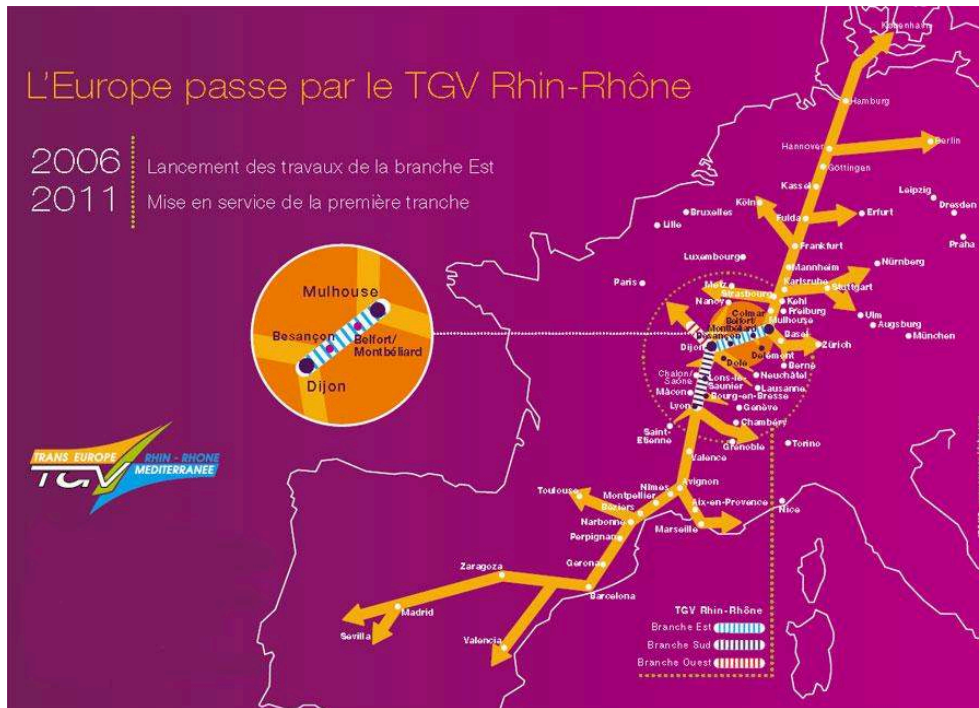 København
L'Europe passe par le TGV Rhin-Rhône
Hamburg
2006 Lancement des travaux de la branche Est
2011 Mise en service de la première tranche
Hannover
Berlin
Göttingen
Kassel
Leipzig
Dresden
Köln
Bruxelles
Lille
Fulda
Erfurt
Praha
Frankfurt
Luxembourg
Mannheim
Nürnberg
Paris
Metz
Karlsruhe
Stuttgart
Strasbourg
Nancy
Kehl
Freiburg
Colmar
Ulm
Augsburg
München
Belfort/
Montbéliard
Mulhouse
Besançon
Basel
Dijon
Zürich
Delémont
Dole
Berne
Chalon/
Saône
Neuchâtel
Lons-le-
Saunier
Lausanne
Mâcon
Bourg-en-Bresse
Lyon
Genève
Chambéry
Saint-
Etienne
Grenoble
Torino
Valence
Mulhouse
Besançon
Belfort/
Montbéliard
Dijon
TRANS EUROPE
TGV
RHIN - RHONE
MEDITERRANEE
Avignon
Nîmes
Montpellier
Toulouse
Béziers
Aix-en-Provence
Nice
Narbonne
Marseille
Perpignan
Gerona
Zaragoza
Barcelona
Madrid
Sevilla
Valencia
TGV Rhin-Rhône
Branche Est
Branche Sud
Branche Ouest